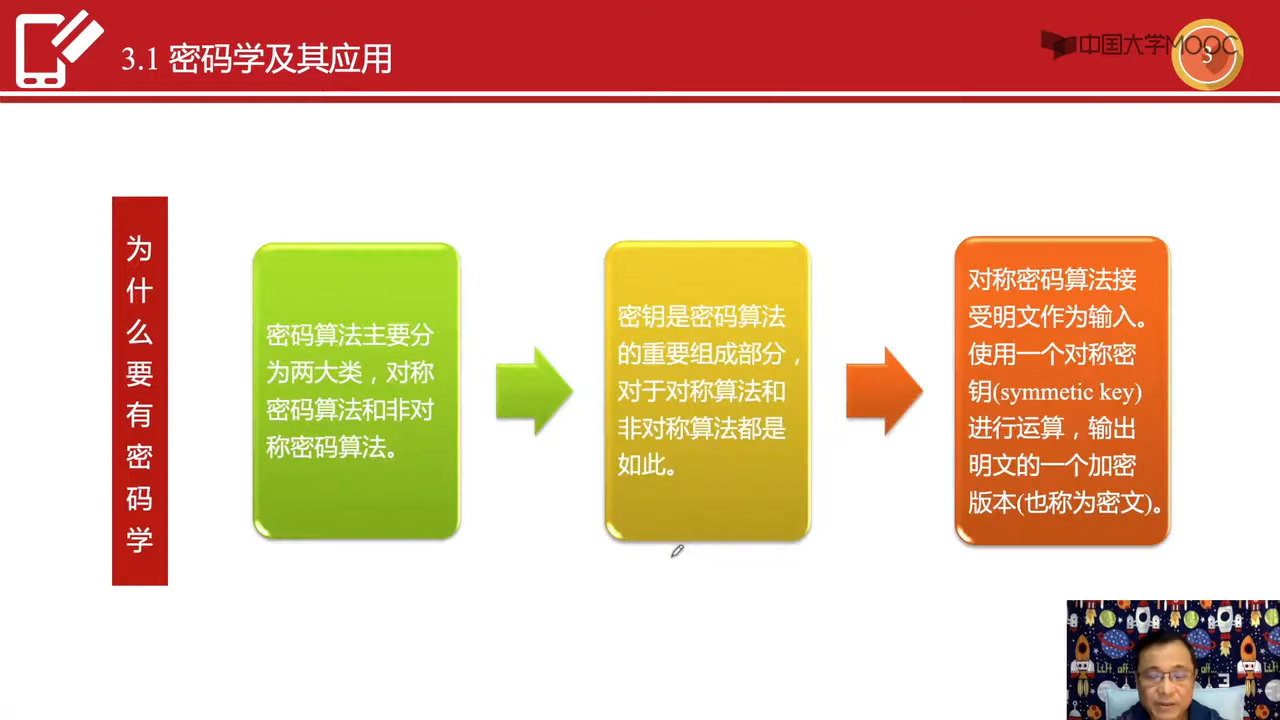 3.1 密码学及其应用
中国大学MOOC
3
为
什
么
要
有
密
码
学
密码算法主要分
为两大类，对称
密码算法和非对
称密码算法。
密钥是密码算法
的重要组成部分，
对于对称算法和
非对称算法都是
如此。
对称密码算法接
受明文作为输入。
使用一个对称密
钥(symmetic key)
进行运算，输出
明文的一个加密
版本(也称为密文)。